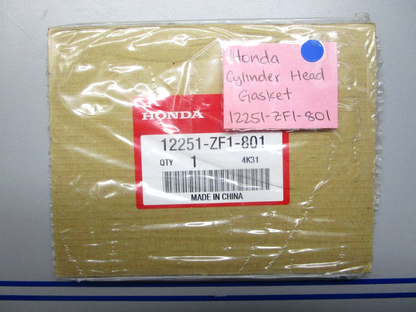 Honda
Cylinder Head
Gasket
12251-ZF1-801
HONDA
12251-ZF1-801
QTY 1 4K31
MADE IN CHINA